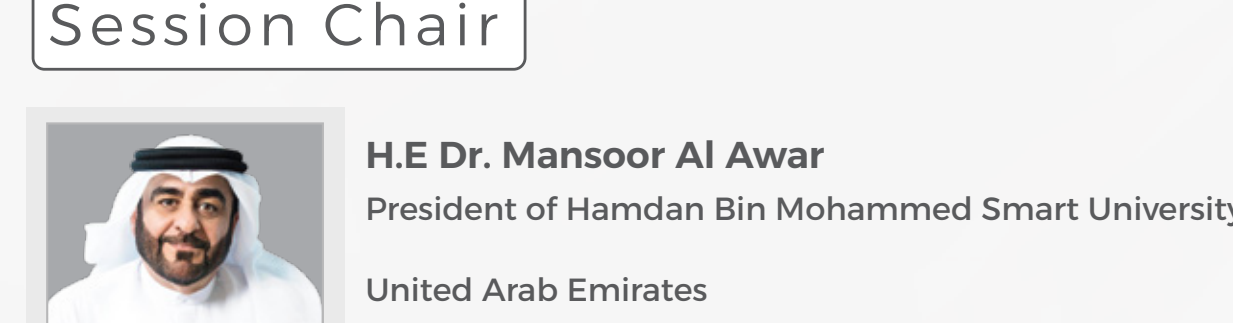 Session Chair
H.E Dr. Mansoor Al Awar
President of Hamdan Bin Mohammed Smart University
United Arab Emirates